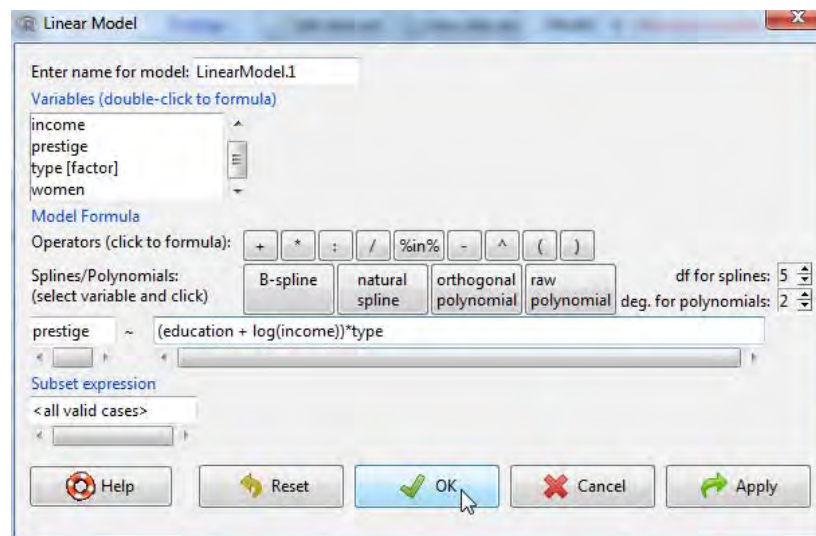 Linear Model
Enter name for model: LinearModel.1
Variables (double-click to formula)
income
prestige
type [factor]
women
Model Formula
Operators (click to formula): + * : / %in% - ^ ( )
Splines/Polynomials:
(select variable and click)
B-spline
natural
spline
orthogonal
polynomial
raw
polynomial
df for splines: 5
deg. for polynomials: 2
prestige ~ (education + log(income))*type
Subset expression
<all valid cases>
Help Reset OK Cancel Apply